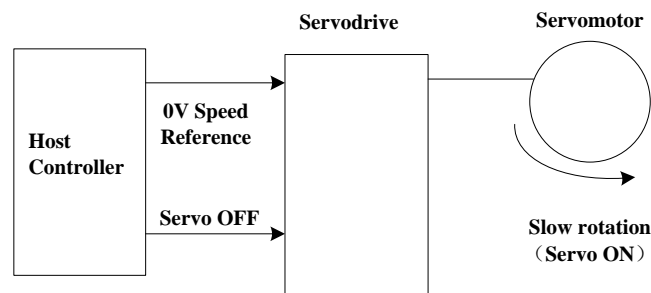 Servodrive
Servomotor
0V Speed
Reference
Host
Controller
Servo OFF
Slow rotation
（Servo ON）